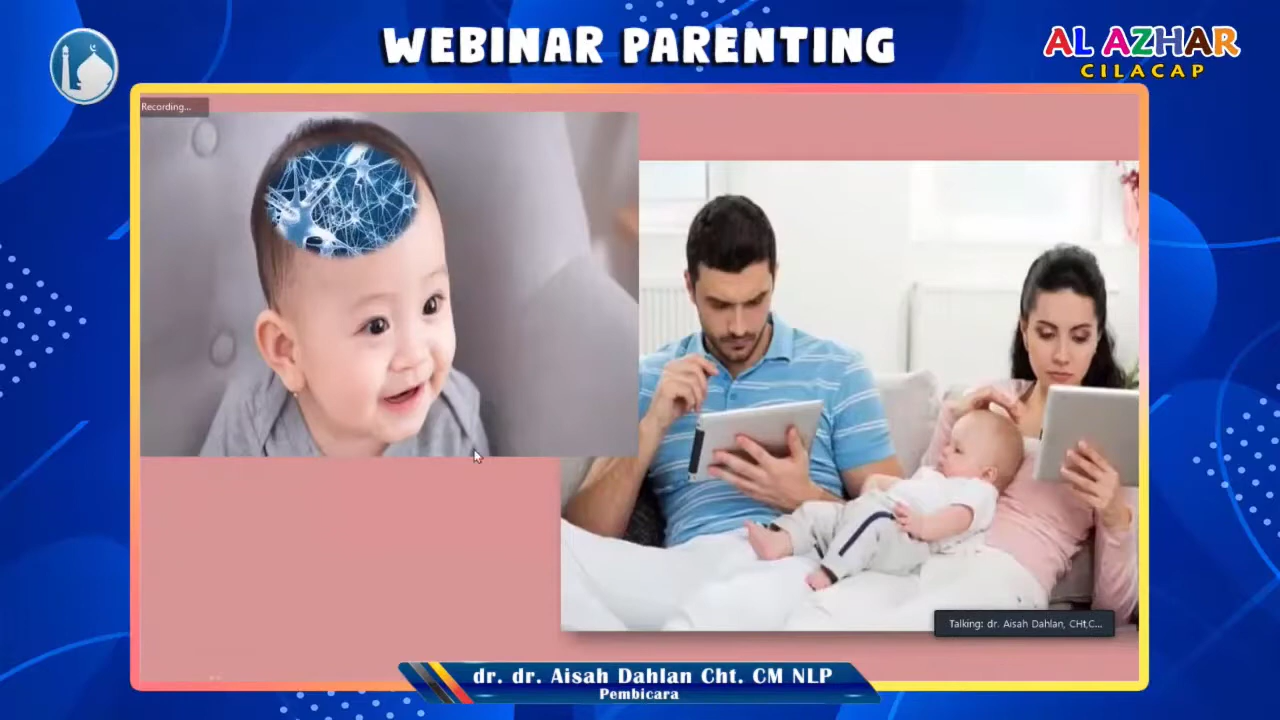 WEBINAR PARENTING
AL AZHAR
CILACAP
Recording...
Talking: dr. Aisah Dahlan, CHt,C...
dr. dr. Aisah Dahlan Cht. CM NLP
Pembicara